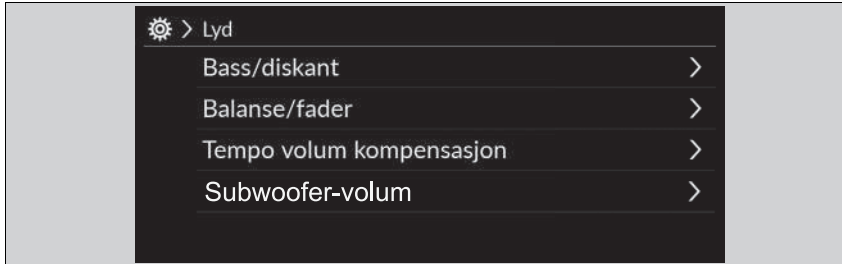 Lyd
Bass/diskant
Balanse/fader
Tempo volum kompensasjon
Subwoofer-volum